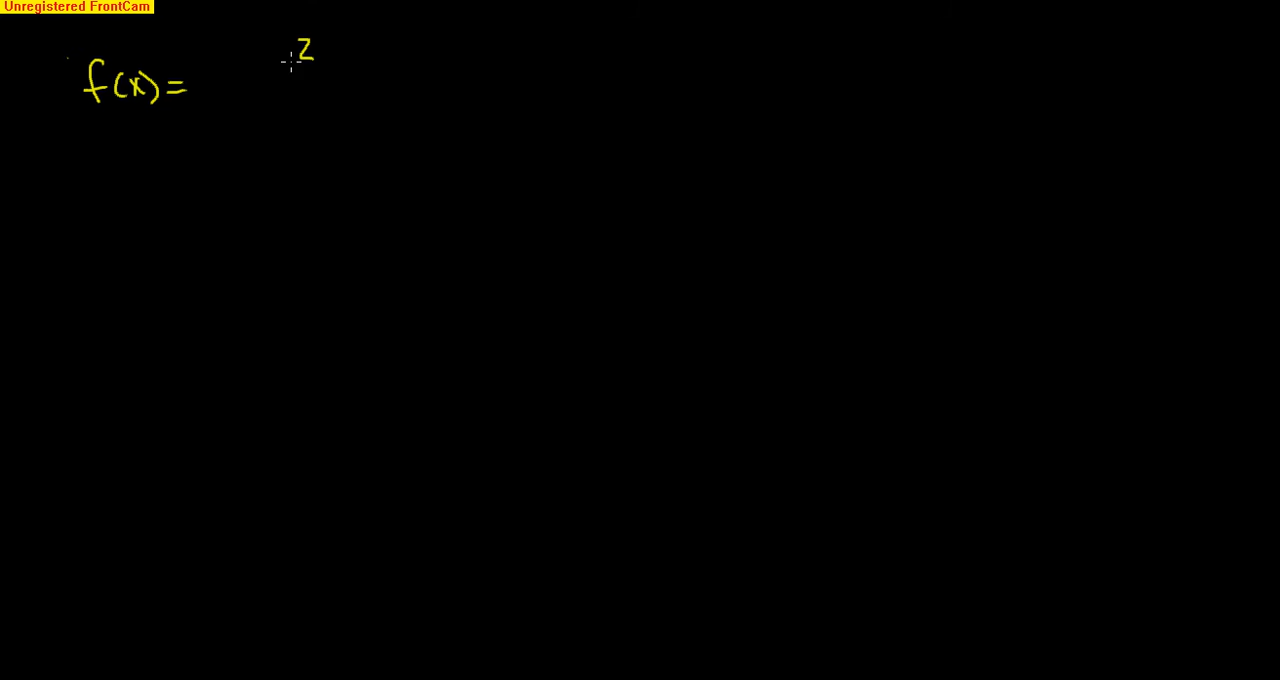 Unregistered FrontCam
f(x) = 2